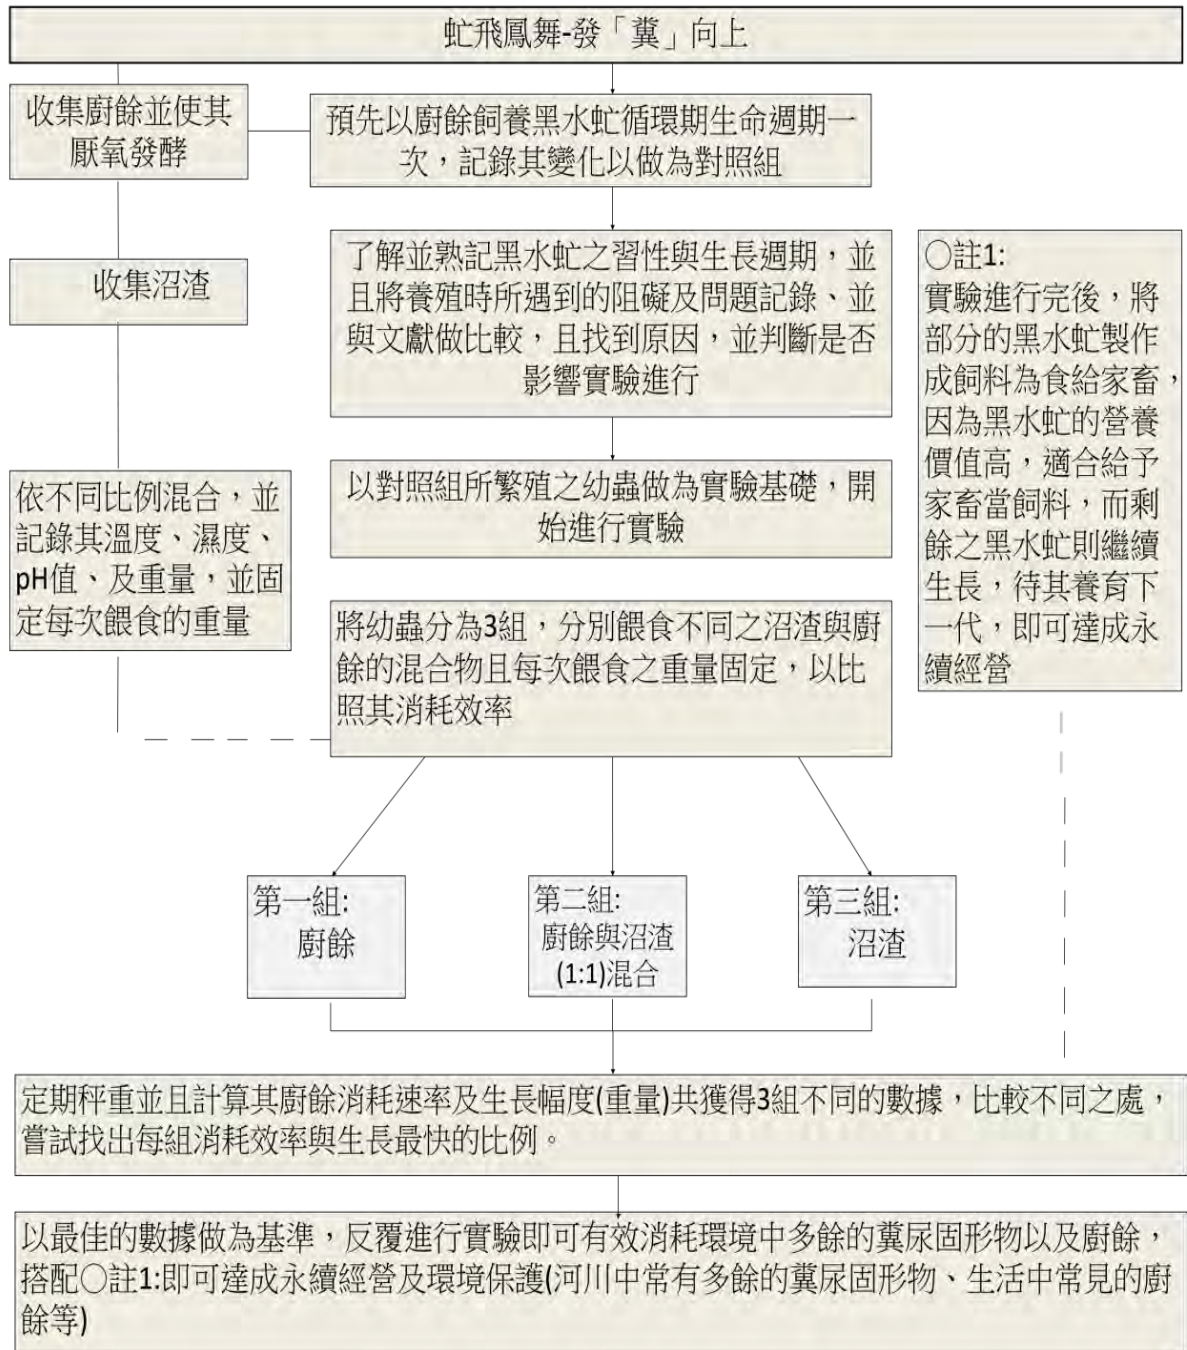 虻飛鳳舞-發「糞」向上
收集廚餘並使其
厭氧發酵
預先以廚餘飼養黑水虻循環期生命週期一
次，記錄其變化以做為對照組
收集沼渣
了解並熟記黑水虻之習性與生長週期，並
且將養殖時所遇到的阻礙及問題記錄、並
與文獻做比較，且找到原因，並判斷是否
影響實驗進行
○註1:
實驗進行完後，將
部分的黑水虻製作
成飼料為食給家畜，
因為黑水虻的營養
價值高，適合給予
家畜當飼料，而剩
餘之黑水虻則繼續
生長，待其養育下
一代，即可達成永
續經營
依不同比例混合，並
記錄其溫度、濕度、
pH值、及重量，並固
定每次餵食的重量
以對照組所繁殖之幼蟲做為實驗基礎，開
始進行實驗
將幼蟲分為3組，分別餵食不同之沼渣與廚
餘的混合物且每次餵食之重量固定，以比
照其消耗效率
第一組:
廚餘
第二組:
廚餘與沼渣
(1:1)混合
第三組:
沼渣
定期秤重並且計算其廚餘消耗速率及生長幅度(重量)共獲得3組不同的數據，比較不同之處，
嘗試找出每組消耗效率與生長最快的比例。
以最佳的數據做為基準，反覆進行實驗即可有效消耗環境中多餘的糞尿固形物以及廚餘，
搭配○註1:即可達成永續經營及環境保護(河川中常有多餘的糞尿固形物、生活中常見的廚
餘等)